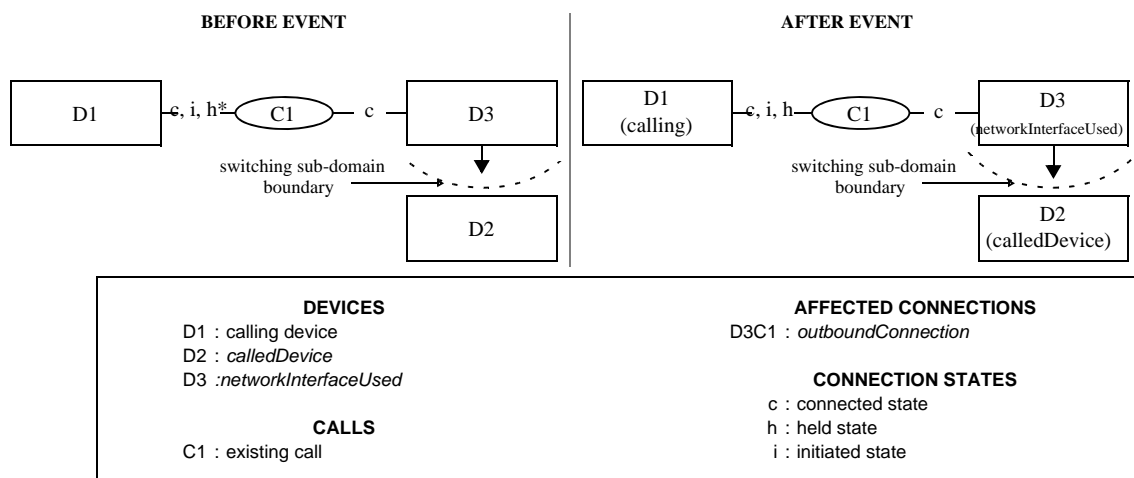 BEFORE EVENT
D1
c, i, h*
C1
c
D3
switching sub-domain
boundary
D2
AFTER EVENT
D1
(calling)
c, i, h
C1
c
D3
(networkInterfaceUsed)
switching sub-domain
boundary
D2
(calledDevice)
DEVICES
D1 : calling device
D2 : calledDevice
D3 :networkInterfaceUsed
CALLS
C1 : existing call
AFFECTED CONNECTIONS
D3C1 : outboundConnection
CONNECTION STATES
c : connected state
h : held state
i : initiated state